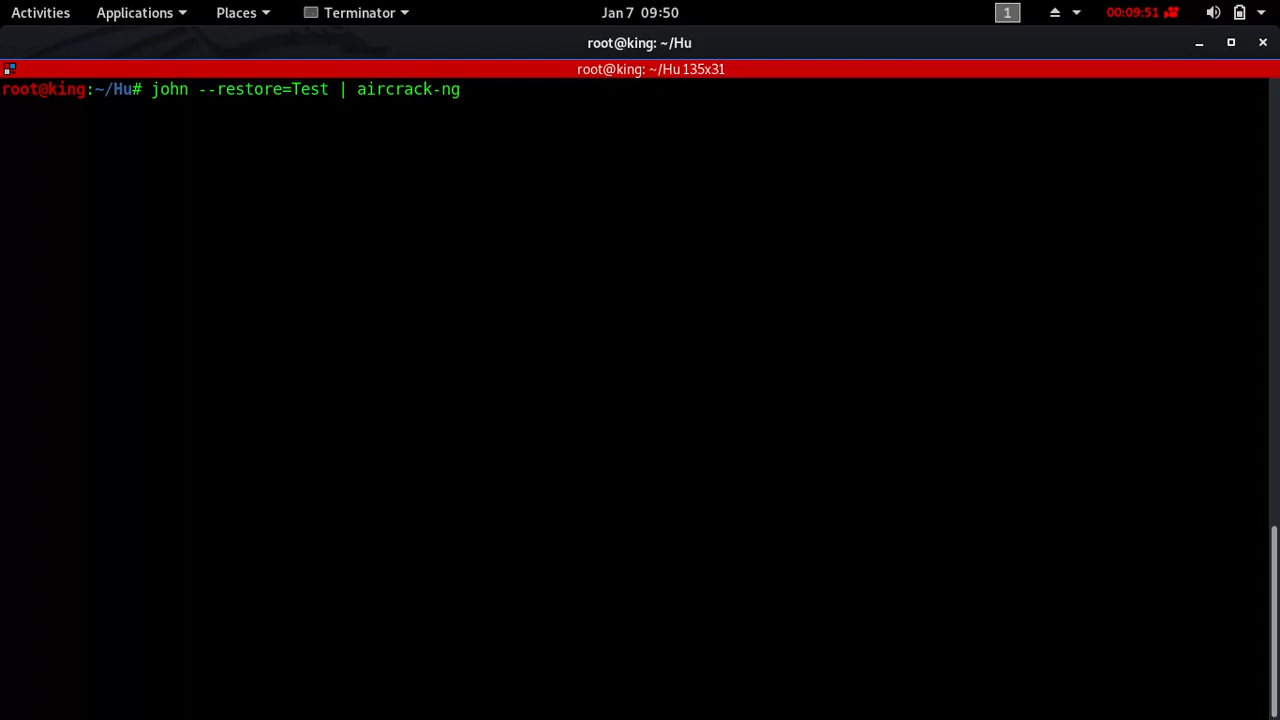 Activities Applications Places Terminator Jan 7 09:50 1 00:09:51
root@king: ~/Hu
root@king: ~/Hu 135x31
root@king:~/Hu# john --restore=Test | aircrack-ng